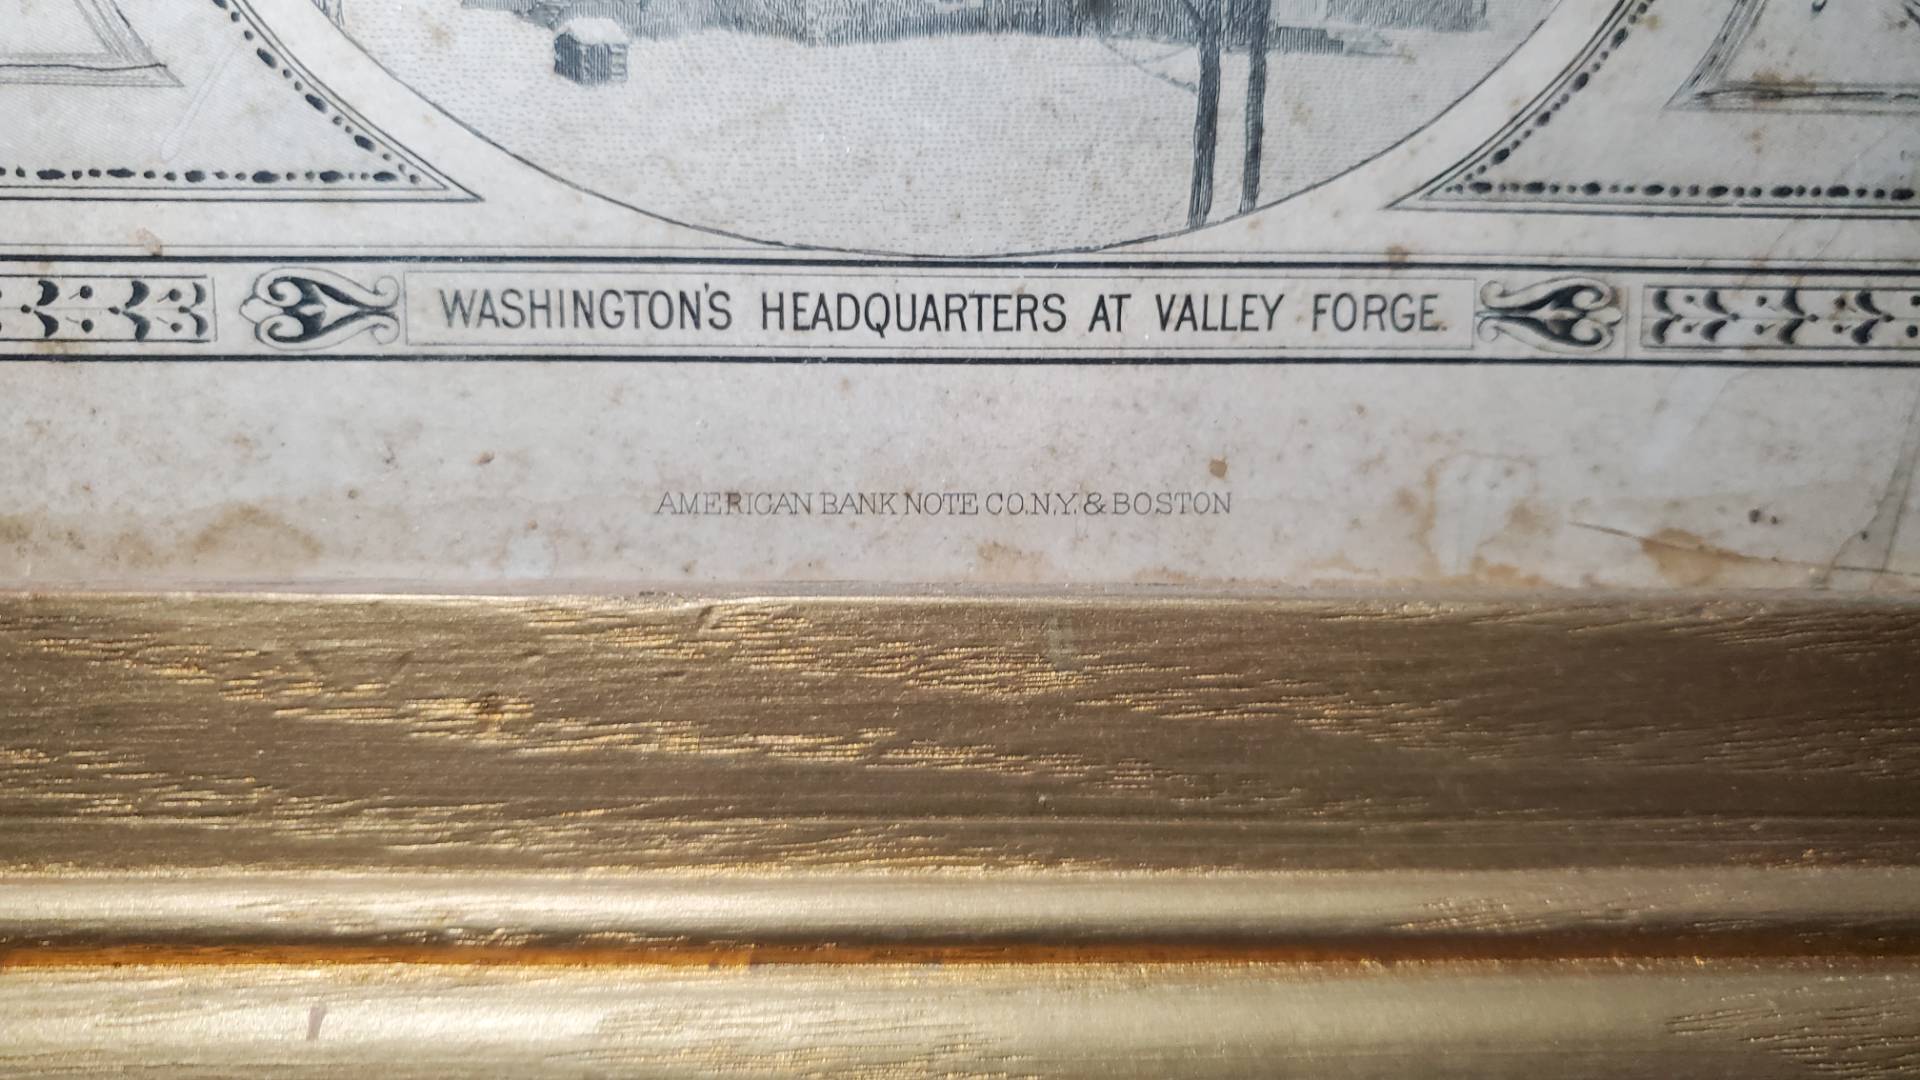 WASHINGTON'S HEADQUARTERS AT VALLEY FORGE.
AMERICAN BANK NOTE CO.N.Y.& BOSTON